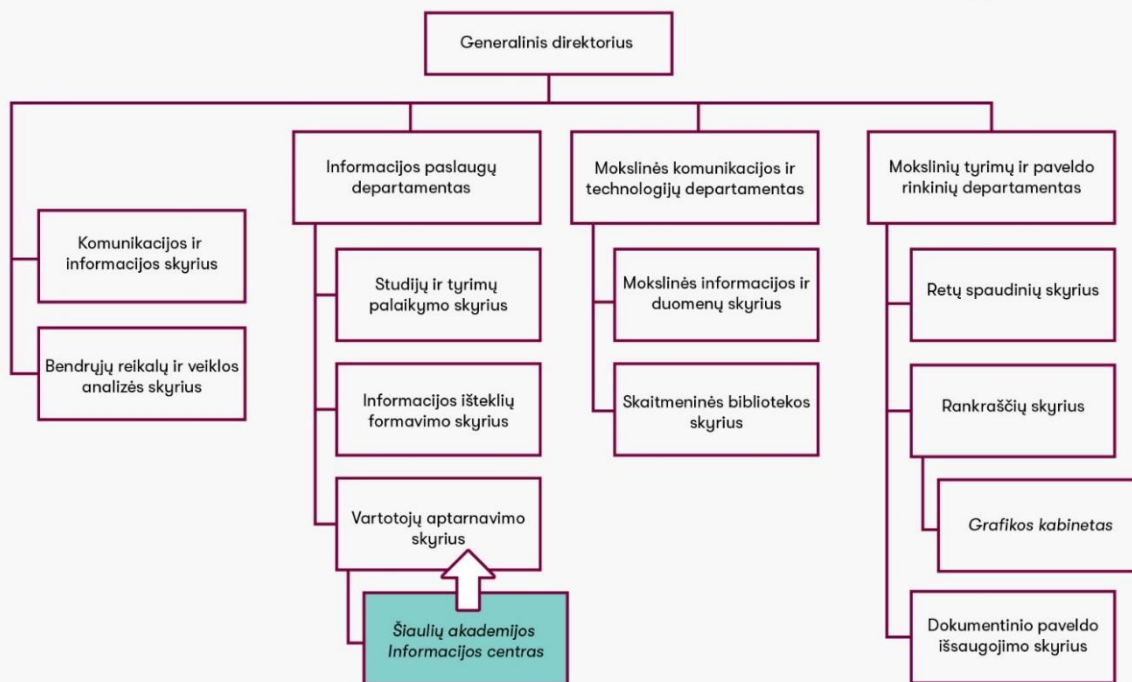 Generalinis direktorius
Informacijos paslaugų
departamentas
Mokslinės komunikacijos ir
technologijų departamentas
Mokslinių tyrimų ir paveldo
rinkinių departamentas
Komunikacijos ir
informacijos skyrius
Bendrųjų reikalų ir veiklos
analizės skyrius
Studijų ir tyrimų
palaikymo skyrius
Informacijos išteklių
formavimo skyrius
Vartotojų aptarnavimo
skyrius
Šiaulių akademijos
Informacijos centras
Mokslinės informacijos ir
duomenų skyrius
Skaitmeninės bibliotekos
skyrius
Retų spaudinių skyrius
Rankraščių skyrius
Grafikos kabinetas
Dokumentinio paveldo
išsaugojimo skyrius